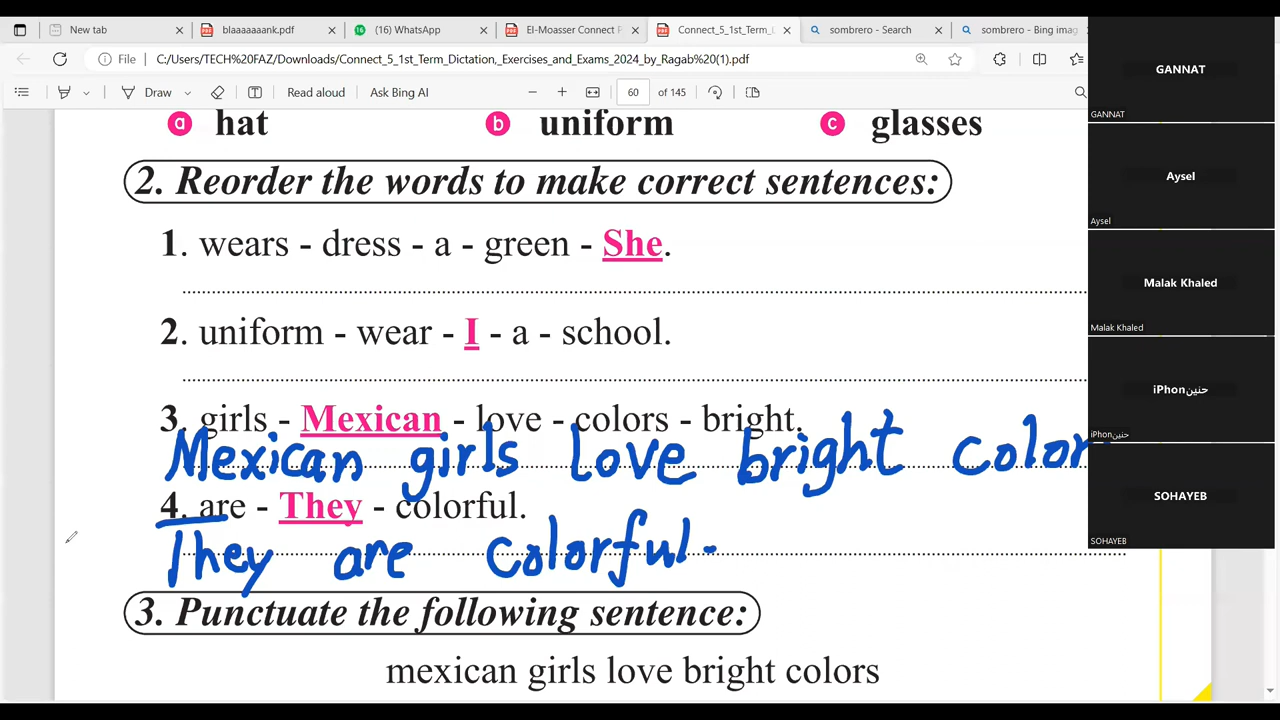 New tab
blaaaaaaank.pdf
(16) WhatsApp
El-Moasser Connect P
Connect_5_1st_Term_D
sombrero - Search
sombrero - Bing imag
File C:/Users/TECH%20FAZ/Downloads/Connect_5_1st_Term_Dictation,_Exercises_and_Exams_2024_by_Ragab%20(1).pdf
Draw Read aloud Ask Bing AI 60 of 145
a hat b uniform c glasses
2. Reorder the words to make correct sentences:
1. wears - dress - a - green - She.
2. uniform - wear - I - a - school.
3. girls - Mexican - love - colors - bright.
Mexican girls love bright color
4. are - They - colorful.
They are colorful.
3. Punctuate the following sentence:
mexican girls love bright colors
GANNAT
GANNAT
Aysel
Aysel
Malak Khaled
Malak Khaled
iPhonحنين
iPhonحنين
SOHAYEB
SOHAYEB